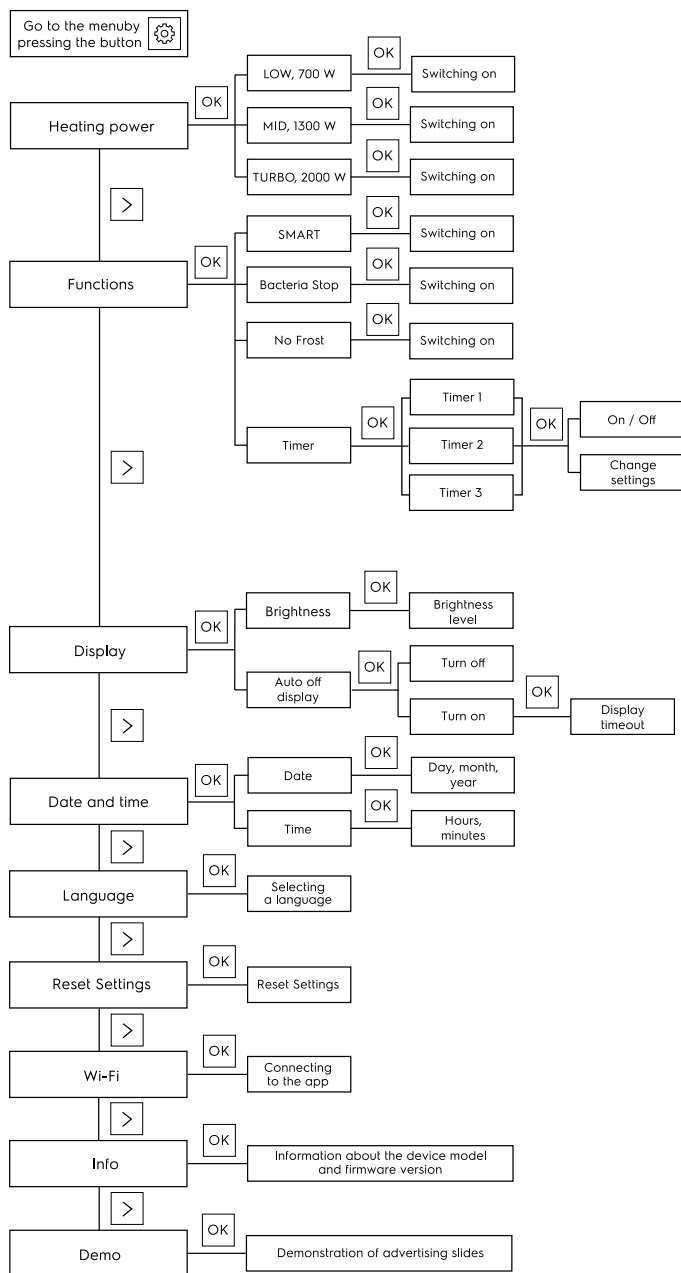 Go to the menuby
pressing the button
OK
LOW, 700 W
Switching on
OK
Heating power
OK
MID, 1300 W
Switching on
OK
TURBO, 2000 W
Switching on
>
OK
SMART
Switching on
OK
Functions
OK
Bacteria Stop
Switching on
OK
No Frost
Switching on
Timer 1
Timer
OK
Timer 2
OK
On / Off
Change
settings
Timer 3
>
OK
Brightness
Brightness
level
OK
Display
OK
Auto off
display
Turn off
OK
Turn on
Display
timeout
>
OK
Date
Day, month,
year
OK
Date and time
OK
Time
Hours,
minutes
>
OK
Language
Selecting
a language
>
OK
Reset Settings
Reset Settings
>
OK
Wi-Fi
Connecting
to the app
>
OK
Info
Information about the device model
and firmware version
>
OK
Demo
Demonstration of advertising slides